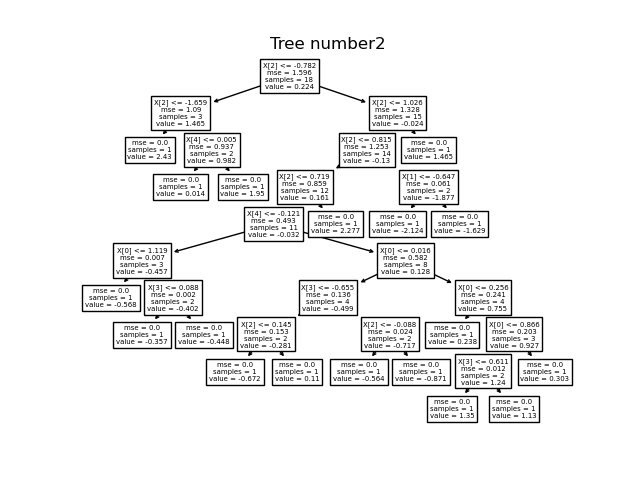 Tree number2
X[2] <= -0.782
mse = 1.596
samples = 18
value = 0.224
X[2] <= -1.659
mse = 1.09
samples = 3
value = 1.465
X[2] <= 1.026
mse = 1.328
samples = 15
value = -0.024
mse = 0.0
samples = 1
value = 2.43
X[4] <= 0.005
mse = 0.937
samples = 2
value = 0.982
X[2] <= 0.815
mse = 1.253
samples = 14
value = -0.13
mse = 0.0
samples = 1
value = 1.465
mse = 0.0
samples = 1
value = 0.014
mse = 0.0
samples = 1
value = 1.95
X[2] <= 0.719
mse = 0.859
samples = 12
value = 0.161
X[1] <= -0.647
mse = 0.061
samples = 2
value = -1.877
X[4] <= -0.121
mse = 0.493
samples = 11
value = -0.032
mse = 0.0
samples = 1
value = 2.277
mse = 0.0
samples = 1
value = -2.124
mse = 0.0
samples = 1
value = -1.629
X[0] <= 1.119
mse = 0.007
samples = 3
value = -0.457
X[0] <= 0.016
mse = 0.582
samples = 8
value = 0.128
mse = 0.0
samples = 1
value = -0.568
X[3] <= 0.088
mse = 0.002
samples = 2
value = -0.402
X[3] <= -0.655
mse = 0.136
samples = 4
value = -0.499
X[0] <= 0.256
mse = 0.241
samples = 4
value = 0.755
mse = 0.0
samples = 1
value = -0.357
mse = 0.0
samples = 1
value = -0.448
X[2] <= 0.145
mse = 0.153
samples = 2
value = -0.281
X[2] <= -0.088
mse = 0.024
samples = 2
value = -0.717
mse = 0.0
samples = 1
value = 0.238
X[0] <= 0.866
mse = 0.203
samples = 3
value = 0.927
mse = 0.0
samples = 1
value = -0.672
mse = 0.0
samples = 1
value = 0.11
mse = 0.0
samples = 1
value = -0.564
mse = 0.0
samples = 1
value = -0.871
X[3] <= 0.611
mse = 0.012
samples = 2
value = 1.24
mse = 0.0
samples = 1
value = 0.303
mse = 0.0
samples = 1
value = 1.35
mse = 0.0
samples = 1
value = 1.13